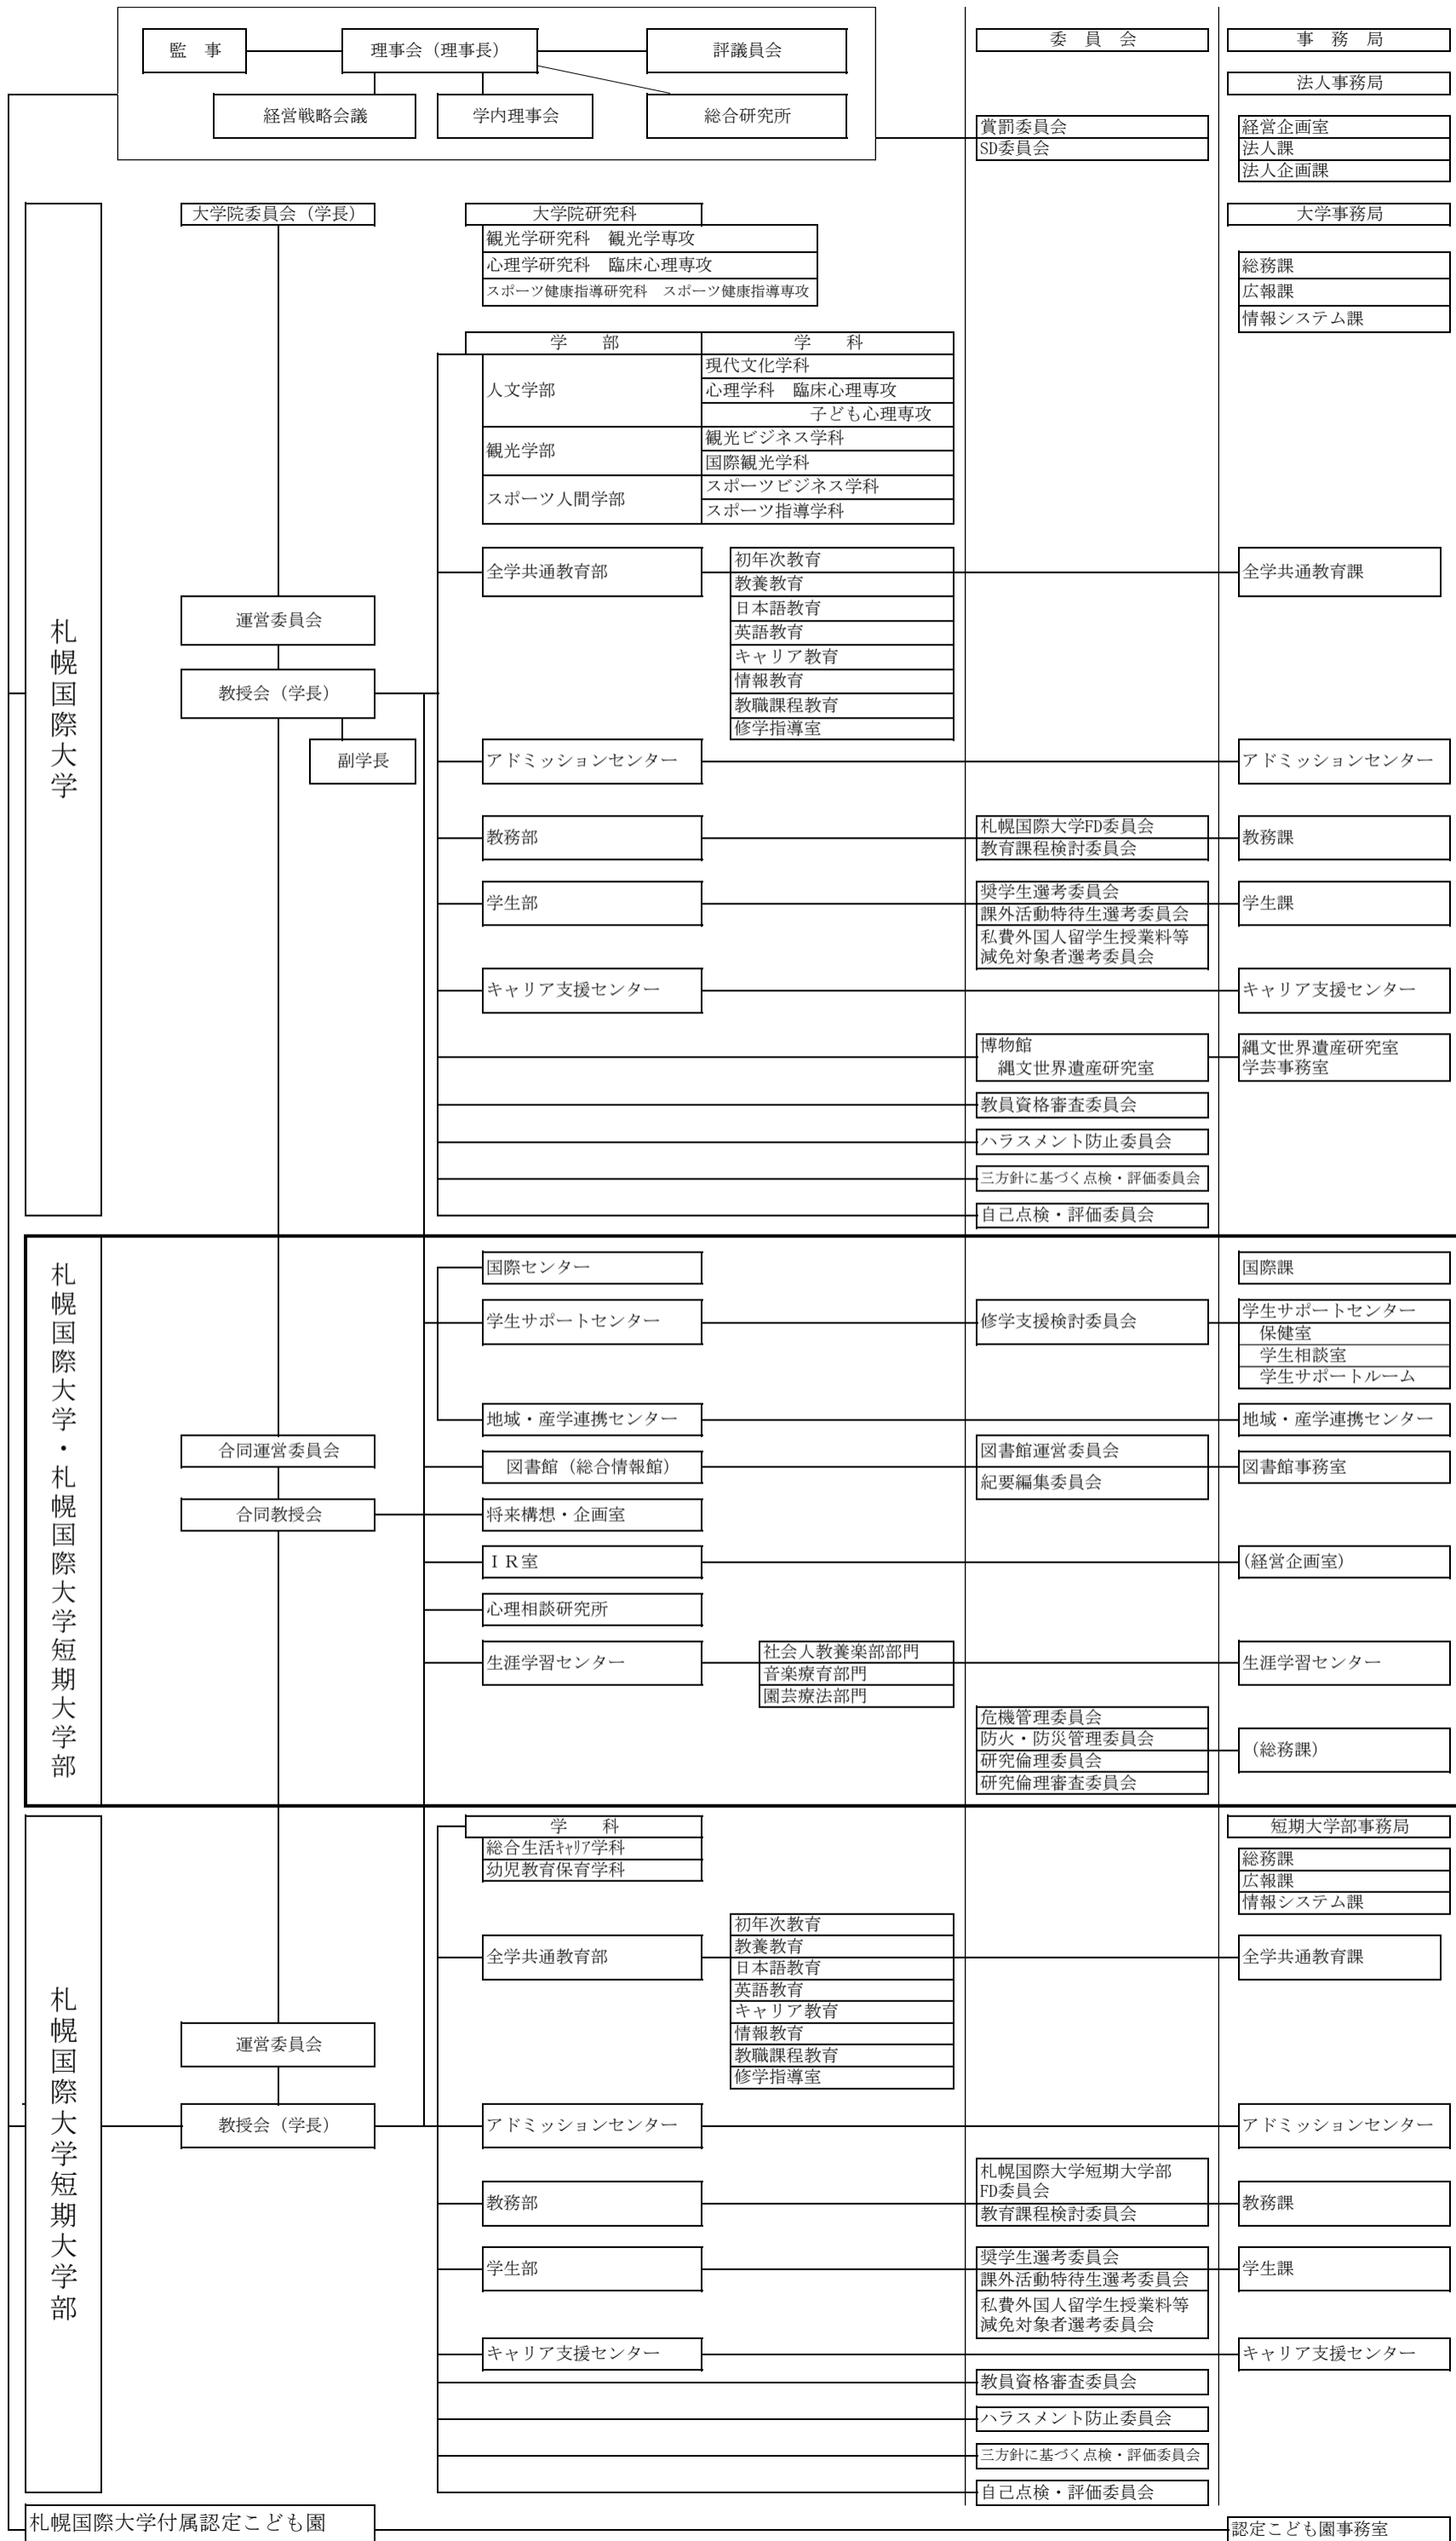 監　事
理事会（理事長）
評議員会
委　員　会
事　務　局
法人事務局
経営戦略会議
学内理事会
総合研究所
賞罰委員会
SD委員会
経営企画室
法人課
法人企画課
札幌国際大学
大学院委員会（学長）
大学院研究科
大学事務局
観光学研究科　観光学専攻
心理学研究科　臨床心理専攻
スポーツ健康指導研究科　スポーツ健康指導専攻
総務課
広報課
情報システム課
学　　部
学　　科
人文学部
現代文化学科
心理学科　臨床心理専攻
子ども心理専攻
観光学部
観光ビジネス学科
国際観光学科
スポーツ人間学部
スポーツビジネス学科
スポーツ指導学科
全学共通教育部
初年次教育
教養教育
日本語教育
英語教育
キャリア教育
情報教育
教職課程教育
修学指導室
全学共通教育課
運営委員会
教授会（学長）
副学長
アドミッションセンター
アドミッションセンター
教務部
札幌国際大学FD委員会
教育課程検討委員会
教務課
学生部
奨学生選考委員会
課外活動特待生選考委員会
私費外国人留学生授業料等
減免対象者選考委員会
学生課
キャリア支援センター
キャリア支援センター
博物館
縄文世界遺産研究室
縄文世界遺産研究室
学芸事務室
教員資格審査委員会
ハラスメント防止委員会
三方針に基づく点検・評価委員会
自己点検・評価委員会
札幌国際大学・札幌国際大学短期大学部
国際センター
国際課
学生サポートセンター
修学支援検討委員会
学生サポートセンター
保健室
学生相談室
学生サポートルーム
地域・産学連携センター
地域・産学連携センター
合同運営委員会
図書館（総合情報館）
図書館運営委員会
紀要編集委員会
図書館事務室
合同教授会
将来構想・企画室
ＩＲ室
(経営企画室)
心理相談研究所
生涯学習センター
社会人教養楽部部門
音楽療育部門
園芸療法部門
生涯学習センター
危機管理委員会
防火・防災管理委員会
研究倫理委員会
研究倫理審査委員会
（総務課）
札幌国際大学短期大学部
学　　科
総合生活ｷｬﾘｱ学科
幼児教育保育学科
短期大学部事務局
総務課
広報課
情報システム課
全学共通教育部
初年次教育
教養教育
日本語教育
英語教育
キャリア教育
情報教育
教職課程教育
修学指導室
全学共通教育課
運営委員会
教授会（学長）
アドミッションセンター
アドミッションセンター
教務部
札幌国際大学短期大学部
FD委員会
教育課程検討委員会
教務課
学生部
奨学生選考委員会
課外活動特待生選考委員会
私費外国人留学生授業料等
減免対象者選考委員会
学生課
キャリア支援センター
キャリア支援センター
教員資格審査委員会
ハラスメント防止委員会
三方針に基づく点検・評価委員会
自己点検・評価委員会
札幌国際大学付属認定こども園
認定こども園事務室